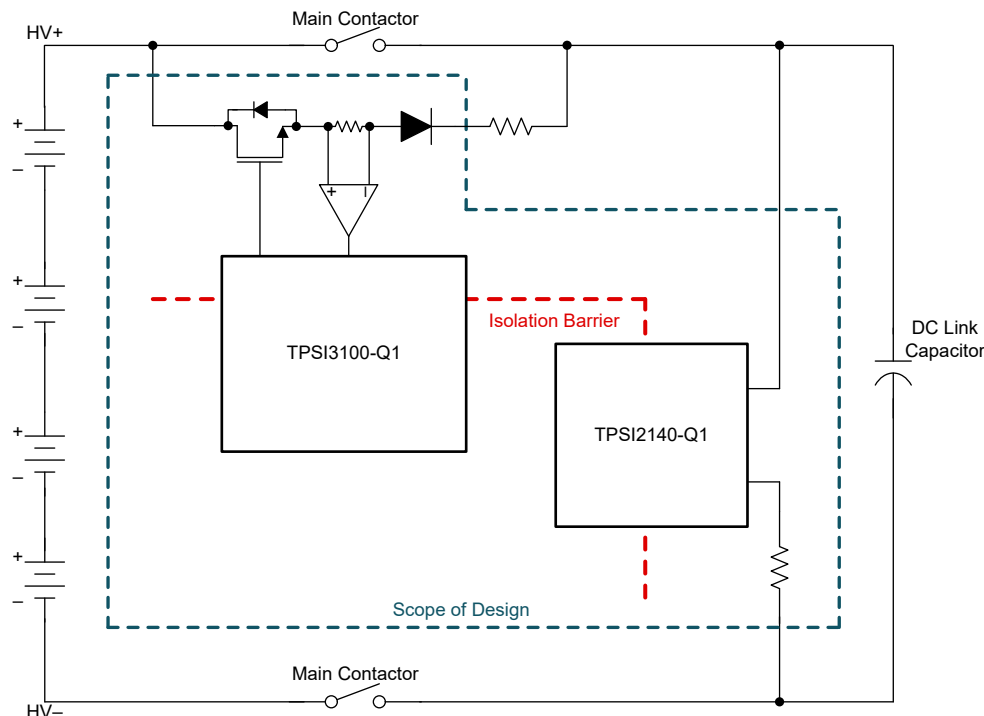 Main Contactor
HV+
+
–
+ –
TPSI3100-Q1
Isolation Barrier
+
–
DC Link
Capacitor
TPSI2140-Q1
+
–
+
–
Scope of Design
Main Contactor
HV–